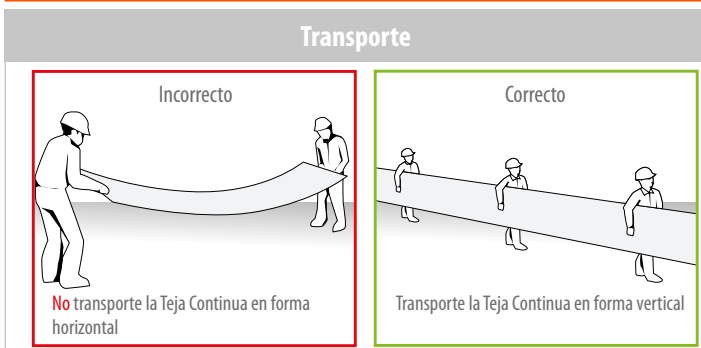 Transporte
Incorrecto
No transporte la Teja Continua en forma
horizontal
Correcto
Transporte la Teja Continua en forma vertical